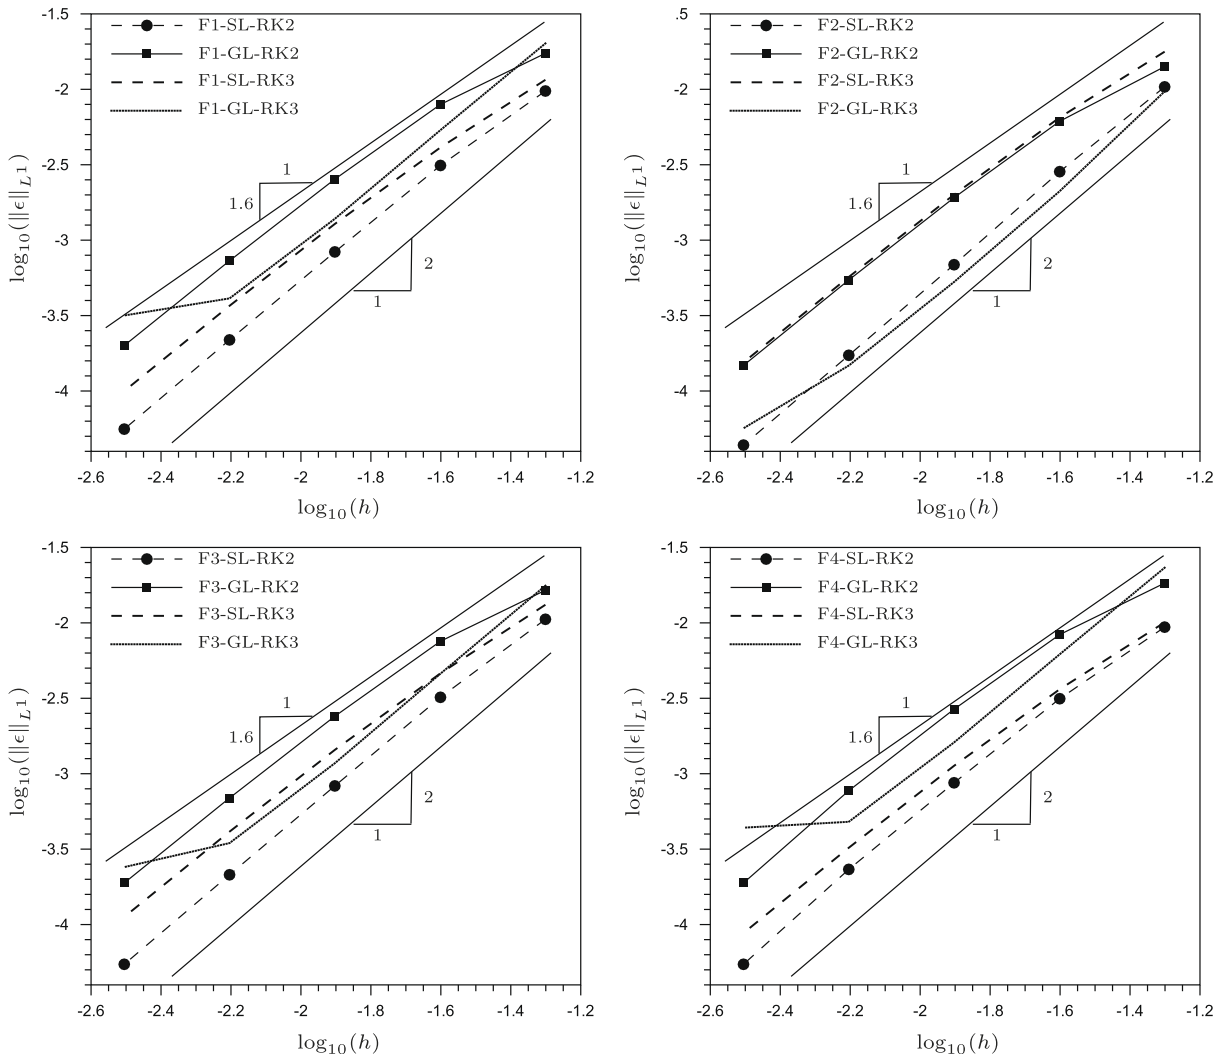 -1.5
F1-SL-RK2
F1-GL-RK2
F1-SL-RK3
F1-GL-RK3
-2
-2.5
-3
-3.5
-4
1
1.6
2
1
log₁₀(||ϵ||_L¹)
-2.6 -2.4 -2.2 -2 -1.8 -1.6 -1.4 -1.2
log₁₀(h)
.5
F2-SL-RK2
F2-GL-RK2
F2-SL-RK3
F2-GL-RK3
-2
-2.5
-3
-3.5
-4
1
1.6
2
1
log₁₀(||ϵ||_L¹)
-2.6 -2.4 -2.2 -2 -1.8 -1.6 -1.4 -1.2
log₁₀(h)
-1.5
F3-SL-RK2
F3-GL-RK2
F3-SL-RK3
F3-GL-RK3
-2
-2.5
-3
-3.5
-4
1
1.6
2
1
log₁₀(||ϵ||_L¹)
-2.6 -2.4 -2.2 -2 -1.8 -1.6 -1.4 -1.2
log₁₀(h)
-1.5
F4-SL-RK2
F4-GL-RK2
F4-SL-RK3
F4-GL-RK3
-2
-2.5
-3
-3.5
-4
1
1.6
2
1
log₁₀(||ϵ||_L¹)
-2.6 -2.4 -2.2 -2 -1.8 -1.6 -1.4 -1.2
log₁₀(h)